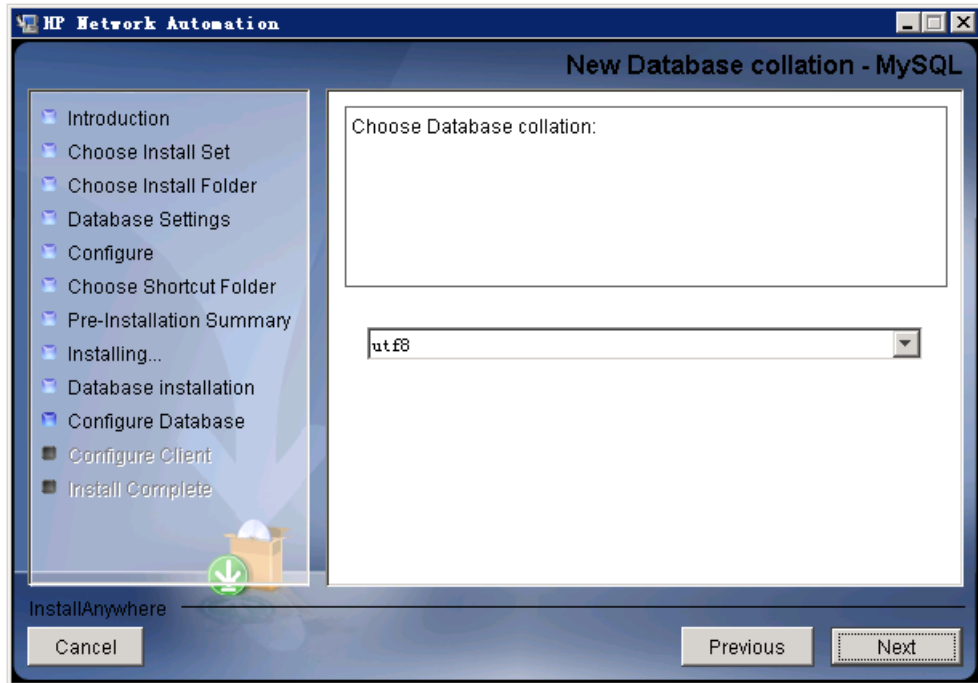 HP Network Automation
New Database collation - MySQL
Introduction
Choose Install Set
Choose Install Folder
Database Settings
Configure
Choose Shortcut Folder
Pre-Installation Summary
Installing...
Database installation
Configure Database
Configure Client
Install Complete
Choose Database collation:
utf8
InstallAnywhere
Cancel
Previous
Next